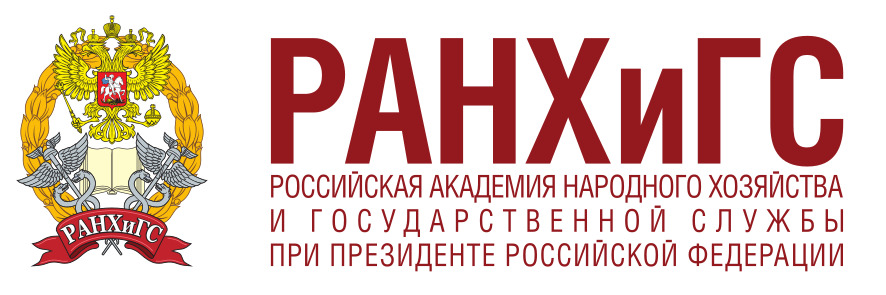 РАНХиГС
РАНХиГС
РОССИЙСКАЯ АКАДЕМИЯ НАРОДНОГО ХОЗЯЙСТВА
И ГОСУДАРСТВЕННОЙ СЛУЖБЫ
ПРИ ПРЕЗИДЕНТЕ РОССИЙСКОЙ ФЕДЕРАЦИИ